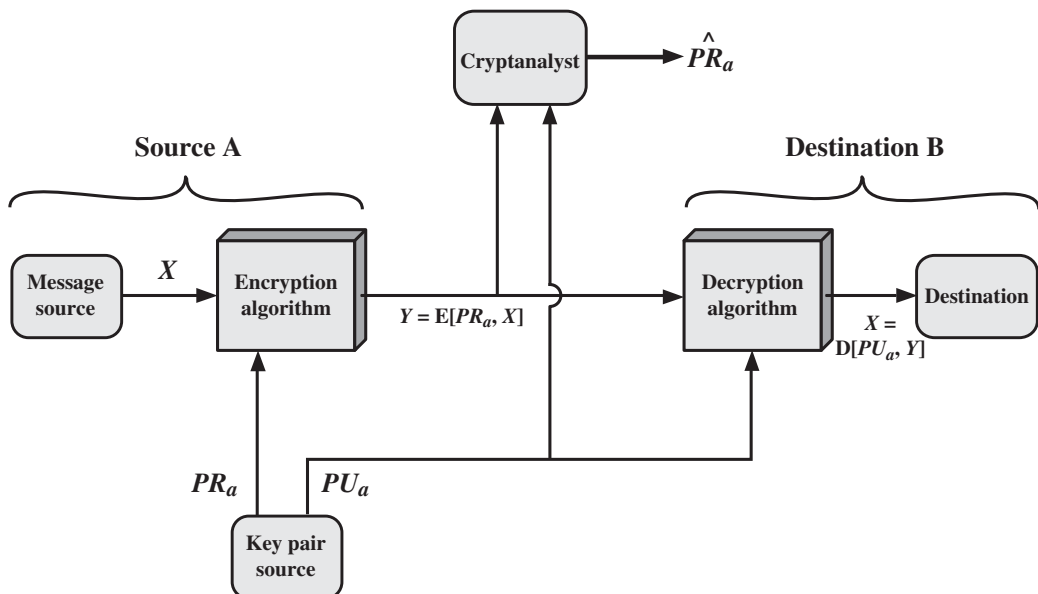 Cryptanalyst
P̂R_a
Source A
Destination B
Message
source
X
Encryption
algorithm
Y = E[PR_a, X]
Decryption
algorithm
X =
D[PU_a, Y]
Destination
PR_a
PU_a
Key pair
source